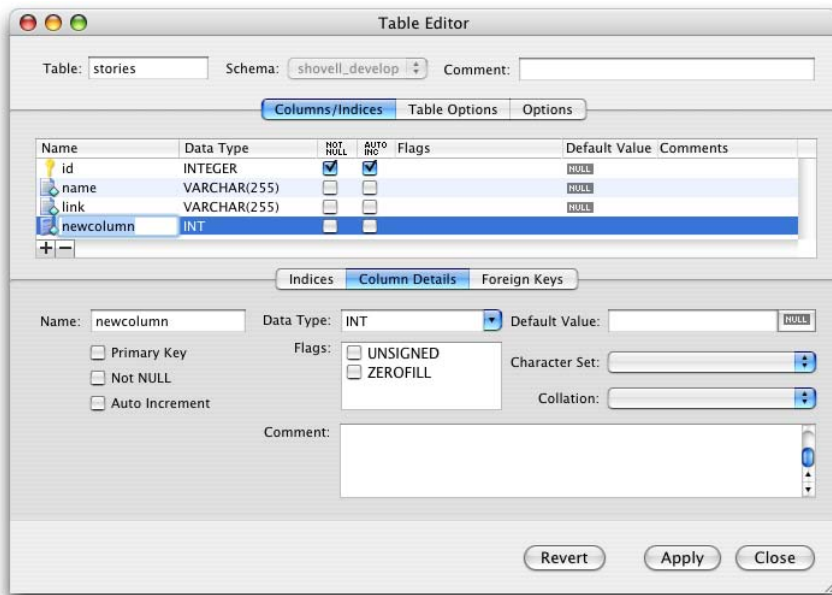 Table Editor
Table: stories Schema: shovell_develop Comment:
Columns/Indices Table Options Options
Name Data Type NOT NULL AUTO INC Flags Default Value Comments
id INTEGER NULL
name VARCHAR(255) NULL
link VARCHAR(255) NULL
newcolumn INT
+ −
Indices Column Details Foreign Keys
Name: newcolumn Data Type: INT Default Value: NULL
Primary Key Flags: UNSIGNED Character Set:
Not NULL ZEROFILL
Auto Increment Collation:
Comment:
Revert Apply Close